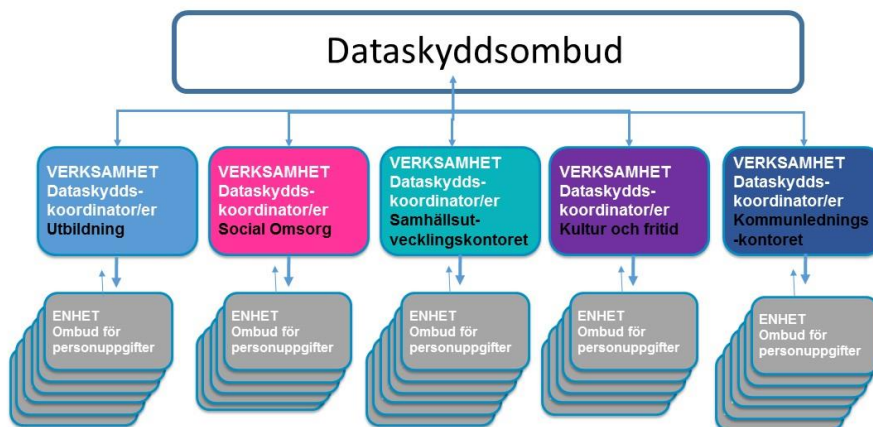 Dataskyddsombud
VERKSAMHET
Dataskydds-
koordinator/er
Utbildning
VERKSAMHET
Dataskydds-
koordinator/er
Social Omsorg
VERKSAMHET
Dataskydds-
koordinator/er
Samhällsut-
vecklingskontoret
VERKSAMHET
Dataskydds-
koordinator/er
Kultur och fritid
VERKSAMHET
Dataskydds-
koordinator/er
Kommunlednings
-kontoret
ENHET
Ombud för
personuppgifter
ENHET
Ombud för
personuppgifter
ENHET
Ombud för
personuppgifter
ENHET
Ombud för
personuppgifter
ENHET
Ombud för
personuppgifter